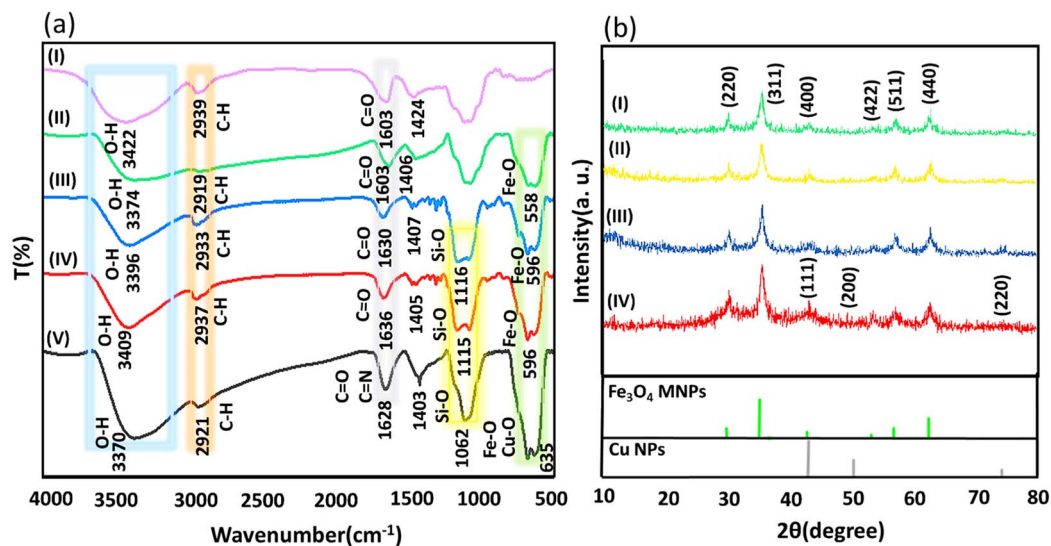 (a)
(I)
O-H
3422
2939
C-H
C=O
1603
1424
(II)
O-H
3374
2919
C-H
C=O
1603
1406
Fe-O
558
(III)
O-H
3396
2933
C-H
C=O
1630
1407
Si-O
1116
Fe-O
596
(IV)
O-H
3409
2937
C-H
C=O
1636
1405
Si-O
1115
Fe-O
596
(V)
O-H
3370
2921
C-H
C=O
C=N
1628
1403
Si-O
1062
Fe-O
Cu-O
635
T(%)
4000 3500 3000 2500 2000 1500 1000 500
Wavenumber(cm⁻¹)
(b)
(220)
(311)
(400)
(422)
(511)
(440)
(I)
(II)
(III)
(IV)
(111)
(200)
(220)
Fe₃O₄ MNPs
Cu NPs
Intensity(a. u.)
10 20 30 40 50 60 70 80
2θ(degree)